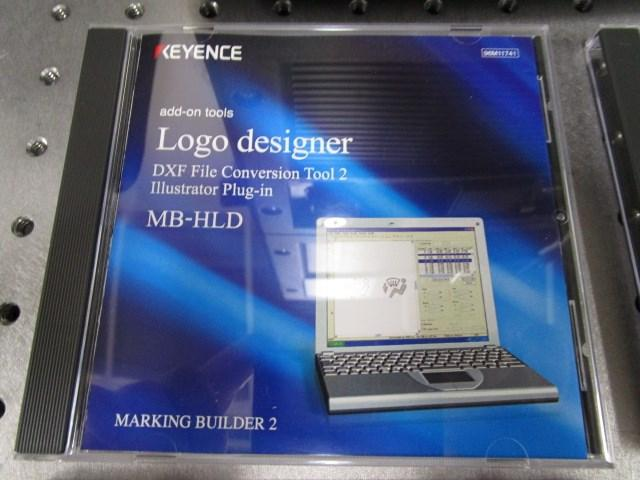 KEYENCE
96M11741
add-on tools
Logo designer
DXF File Conversion Tool 2
Illustrator Plug-in
MB-HLD
MARKING BUILDER 2